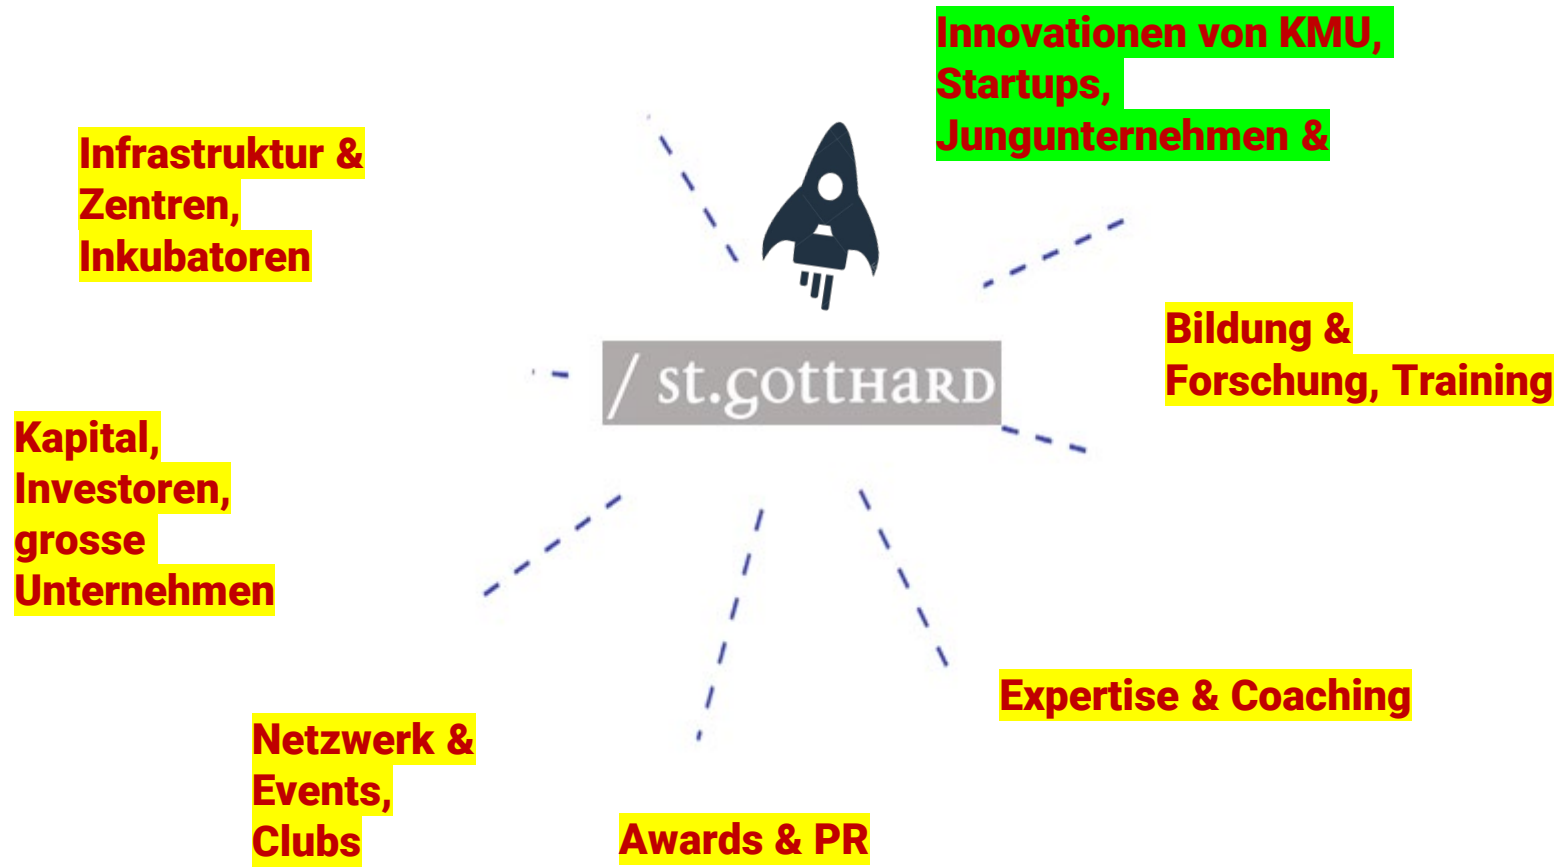 Innovationen von KMU,
Startups,
Jungunternehmen &
Infrastruktur &
Zentren,
Inkubatoren
Bildung &
Forschung, Training
/ st.GOTTHARD
Kapital,
Investoren,
grosse
Unternehmen
Expertise & Coaching
Netzwerk &
Events,
Clubs
Awards & PR